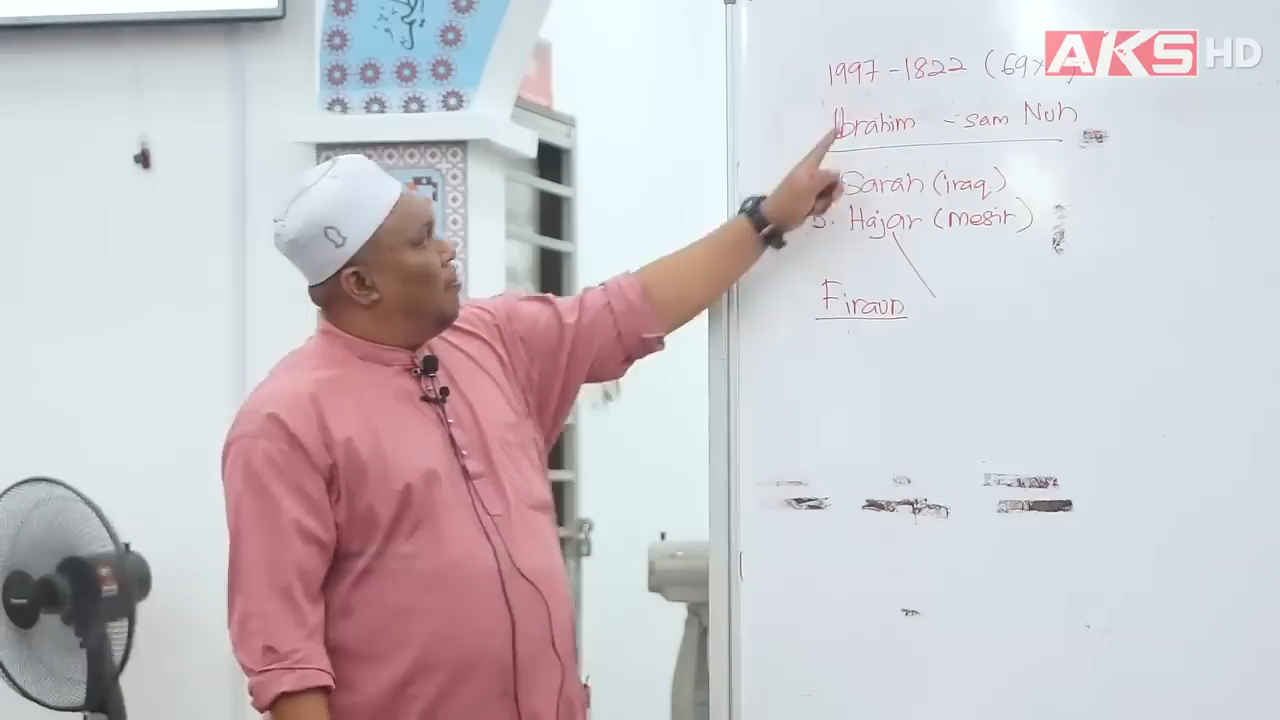 AKS HD
1997 - 1822 (69
Ibrahim - sam Nuh
Sarah (iraq)
B. Hajar (mesir)
Firaun